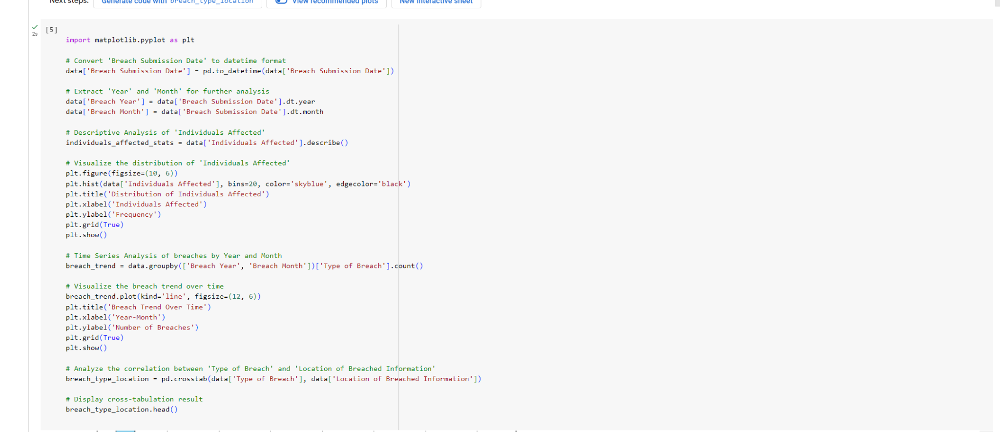 Next steps: Generate code with breach_type_location View recommended plots New interactive sheet
2s
[5]
import matplotlib.pyplot as plt
# Convert 'Breach Submission Date' to datetime format
data['Breach Submission Date'] = pd.to_datetime(data['Breach Submission Date'])
# Extract 'Year' and 'Month' for further analysis
data['Breach Year'] = data['Breach Submission Date'].dt.year
data['Breach Month'] = data['Breach Submission Date'].dt.month
# Descriptive Analysis of 'Individuals Affected'
individuals_affected_stats = data['Individuals Affected'].describe()
# Visualize the distribution of 'Individuals Affected'
plt.figure(figsize=(10, 6))
plt.hist(data['Individuals Affected'], bins=20, color='skyblue', edgecolor='black')
plt.title('Distribution of Individuals Affected')
plt.xlabel('Individuals Affected')
plt.ylabel('Frequency')
plt.grid(True)
plt.show()
# Time Series Analysis of breaches by Year and Month
breach_trend = data.groupby(['Breach Year', 'Breach Month'])['Type of Breach'].count()
# Visualize the breach trend over time
breach_trend.plot(kind='line', figsize=(12, 6))
plt.title('Breach Trend Over Time')
plt.xlabel('Year-Month')
plt.ylabel('Number of Breaches')
plt.grid(True)
plt.show()
# Analyze the correlation between 'Type of Breach' and 'Location of Breached Information'
breach_type_location = pd.crosstab(data['Type of Breach'], data['Location of Breached Information'])
# Display cross-tabulation result
breach_type_location.head()